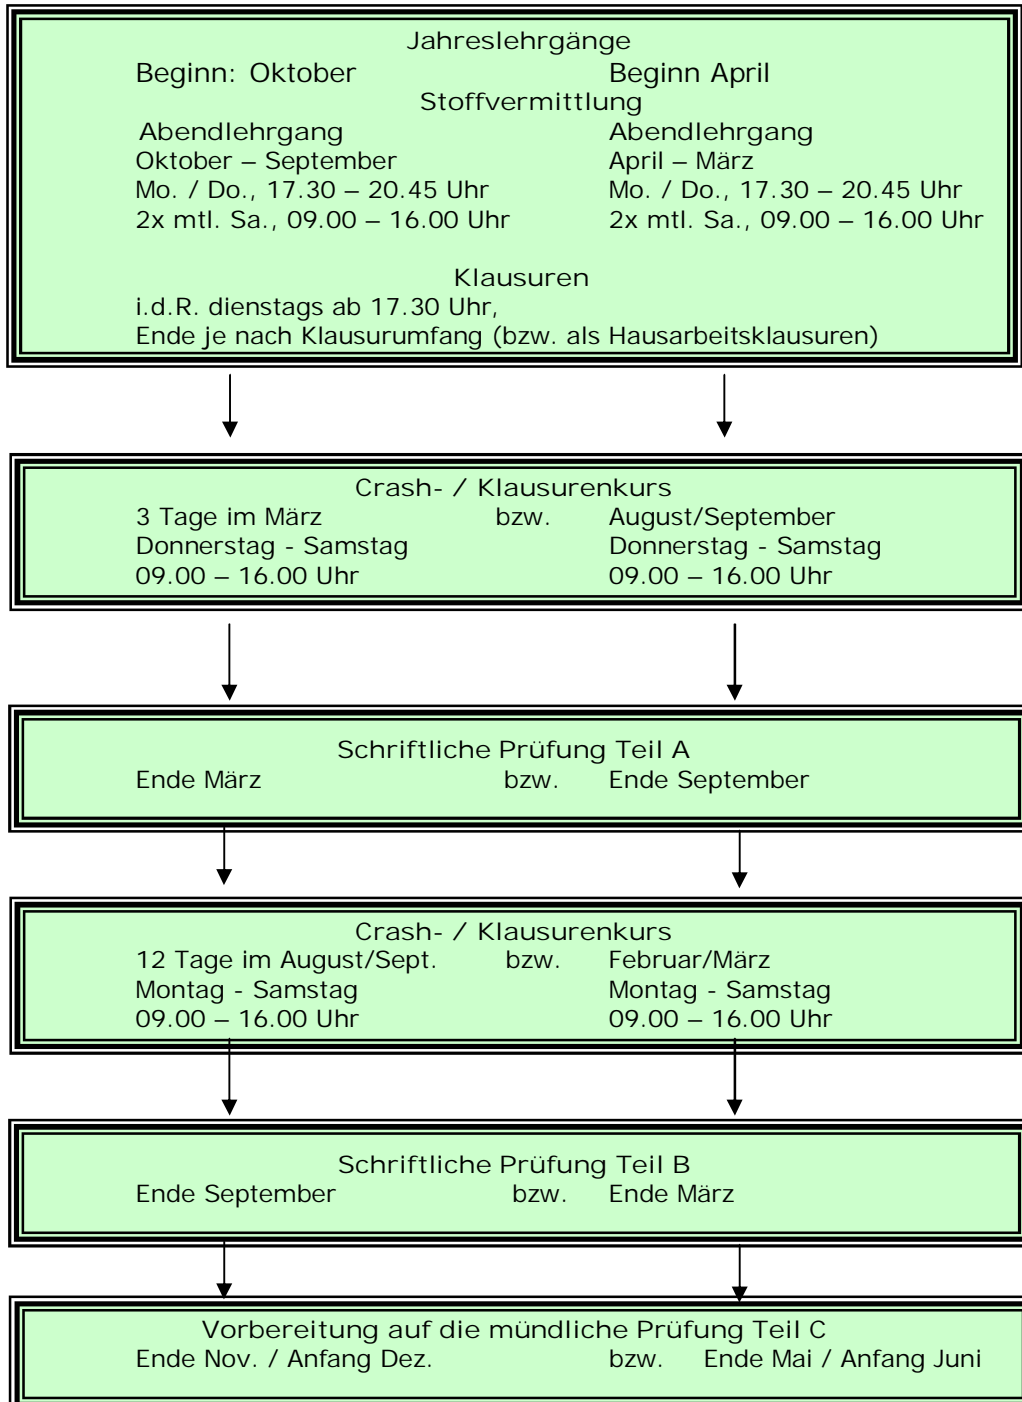 Jahreslehrgänge
Beginn: Oktober Beginn April
Stoffvermittlung
Abendlehrgang Abendlehrgang
Oktober – September April – März
Mo. / Do., 17.30 – 20.45 Uhr Mo. / Do., 17.30 – 20.45 Uhr
2x mtl. Sa., 09.00 – 16.00 Uhr 2x mtl. Sa., 09.00 – 16.00 Uhr
Klausuren
i.d.R. dienstags ab 17.30 Uhr,
Ende je nach Klausurumfang (bzw. als Hausarbeitsklausuren)
Crash- / Klausurenkurs
3 Tage im März bzw. August/September
Donnerstag - Samstag Donnerstag - Samstag
09.00 – 16.00 Uhr 09.00 – 16.00 Uhr
Schriftliche Prüfung Teil A
Ende März bzw. Ende September
Crash- / Klausurenkurs
12 Tage im August/Sept. bzw. Februar/März
Montag - Samstag Montag - Samstag
09.00 – 16.00 Uhr 09.00 – 16.00 Uhr
Schriftliche Prüfung Teil B
Ende September bzw. Ende März
Vorbereitung auf die mündliche Prüfung Teil C
Ende Nov. / Anfang Dez. bzw. Ende Mai / Anfang Juni